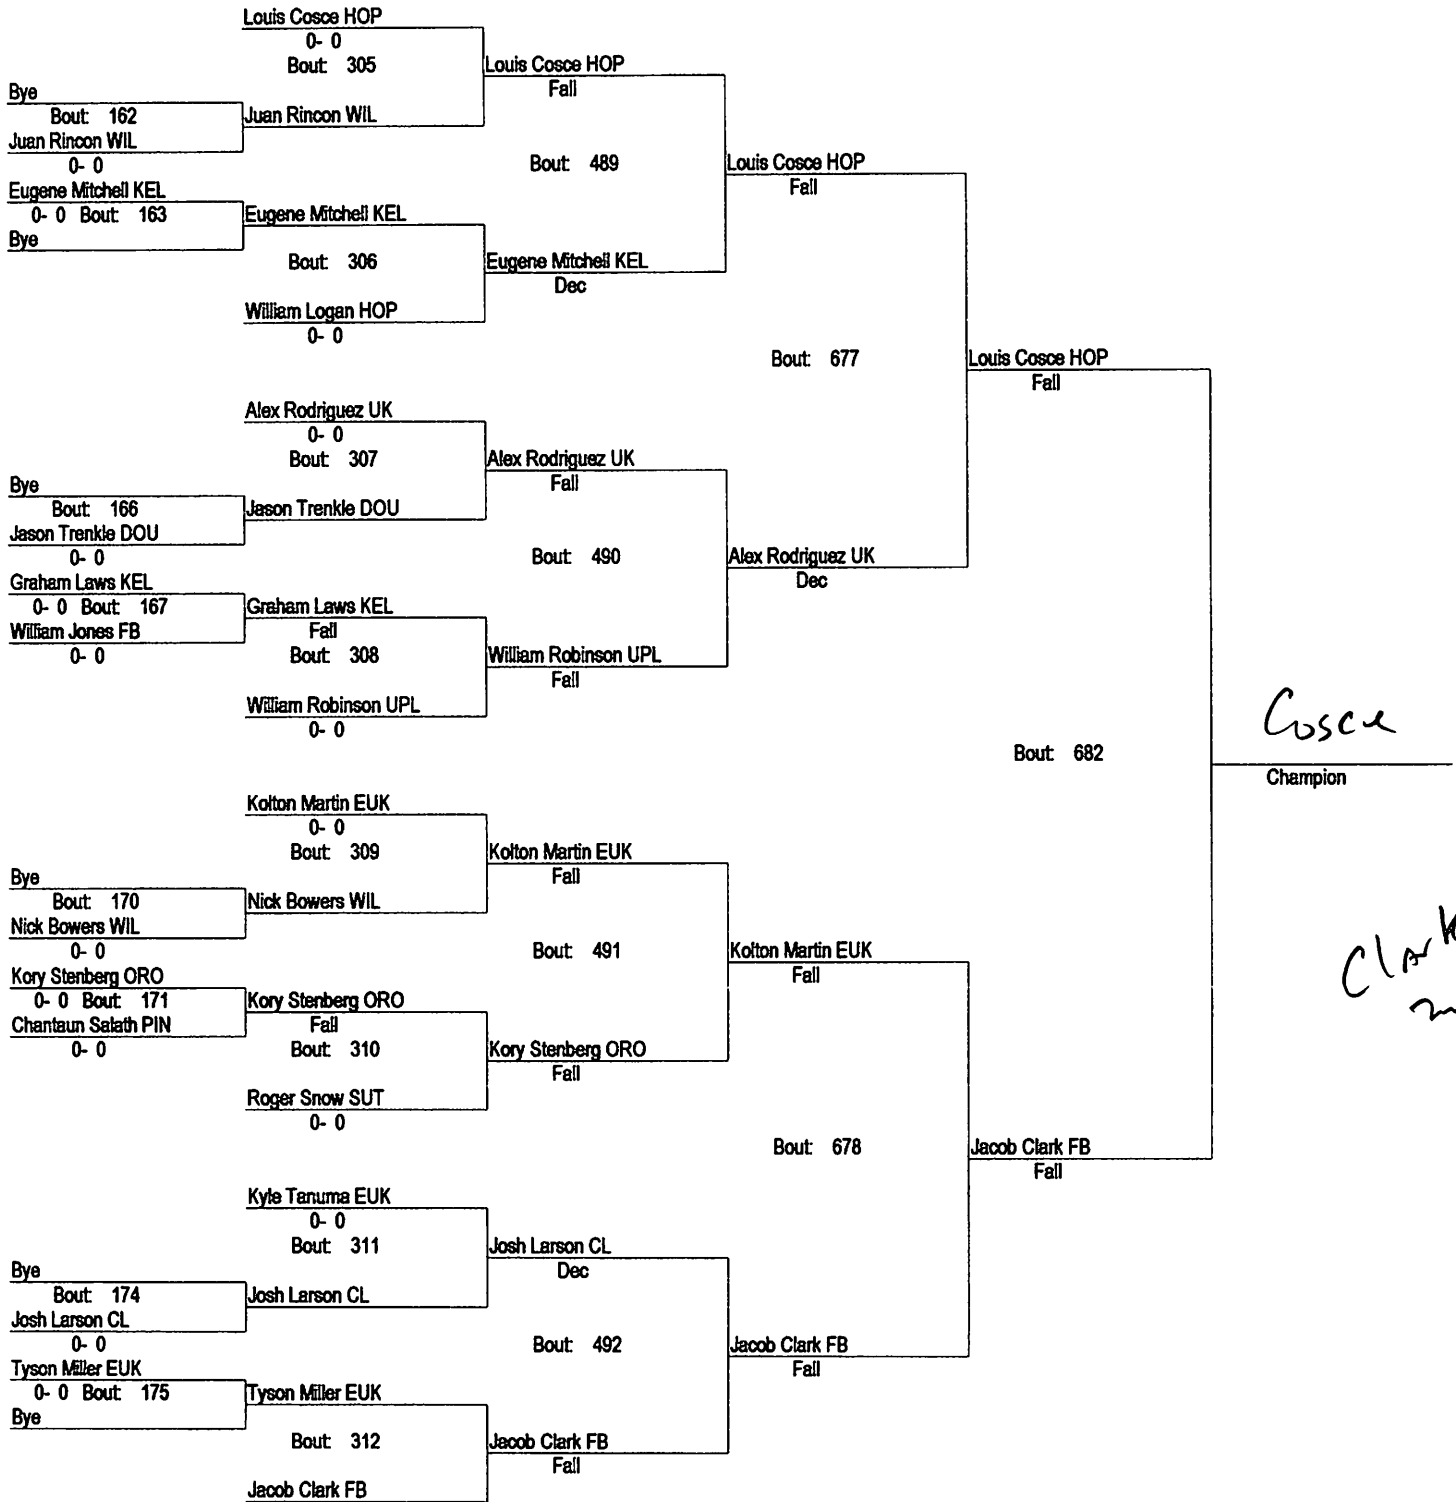 Louis Cosce HOP
0- 0
Bout: 305
Louis Cosce HOP
Fall
Bye
Bout: 162
Juan Rincon WIL
Juan Rincon WIL
0- 0
Bout: 489
Louis Cosce HOP
Fall
Eugene Mitchell KEL
0- 0 Bout: 163
Eugene Mitchell KEL
Bye
Bout: 306
Eugene Mitchell KEL
Dec
William Logan HOP
0- 0
Bout: 677
Louis Cosce HOP
Fall
Alex Rodriguez UK
0- 0
Bout: 307
Alex Rodriguez UK
Fall
Bye
Bout: 166
Jason Trenkle DOU
Jason Trenkle DOU
0- 0
Bout: 490
Alex Rodriguez UK
Dec
Graham Laws KEL
0- 0 Bout: 167
Graham Laws KEL
Fall
William Jones FB
0- 0
Bout: 308
William Robinson UPL
Fall
William Robinson UPL
0- 0
Bout: 682
Cosce
Champion
Kolton Martin EUK
0- 0
Bout: 309
Kolton Martin EUK
Fall
Bye
Bout: 170
Nick Bowers WIL
Nick Bowers WIL
0- 0
Bout: 491
Kolton Martin EUK
Fall
Clark
Kory Stenberg ORO
0- 0 Bout: 171
Kory Stenberg ORO
Fall
Chantaun Salath PIN
0- 0
Bout: 310
Kory Stenberg ORO
Fall
Roger Snow SUT
0- 0
Bout: 678
Jacob Clark FB
Fall
Kyle Tanuma EUK
0- 0
Bout: 311
Josh Larson CL
Dec
Bye
Bout: 174
Josh Larson CL
Josh Larson CL
0- 0
Bout: 492
Jacob Clark FB
Fall
Tyson Miller EUK
0- 0 Bout: 175
Tyson Miller EUK
Bye
Bout: 312
Jacob Clark FB
Fall
Jacob Clark FB